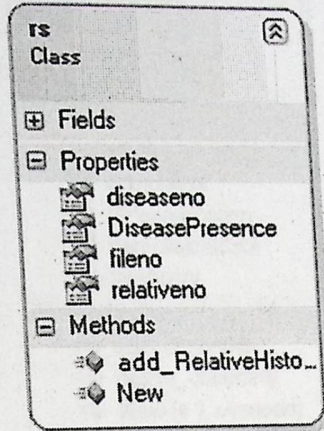 rs
Class
Fields
Properties
diseaseno
DiseasePresence
fileno
relativeno
Methods
add_RelativeHisto...
New